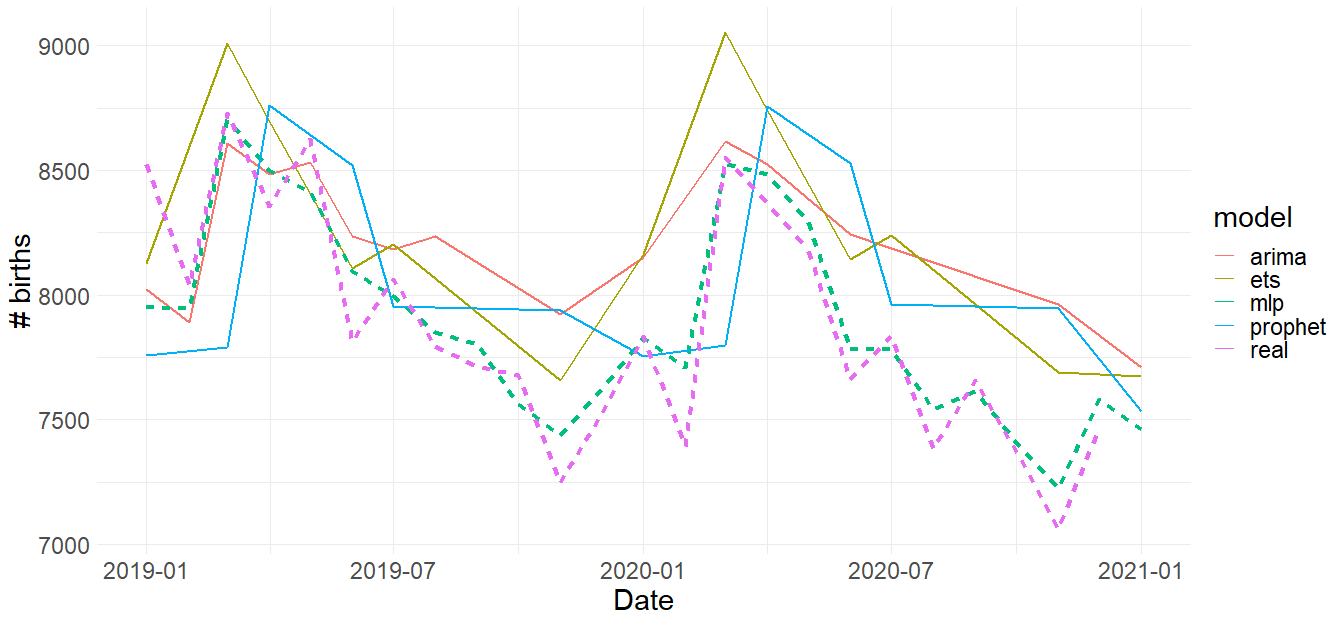 9000
8500
8000
7500
7000
# births
2019-01
2019-07
2020-01
2020-07
2021-01
Date
model
arima
ets
mlp
prophet
real